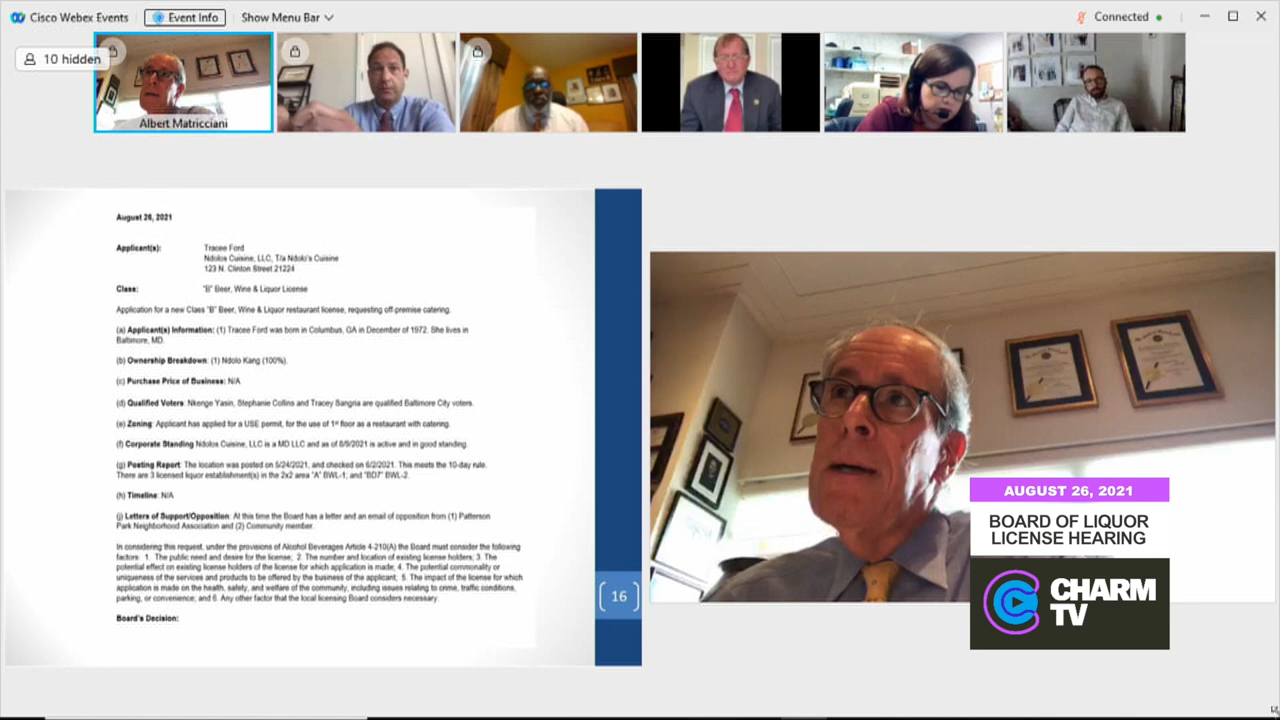 Cisco Webex Events
Event Info
Show Menu Bar
Connected
10 hidden
Albert Matricciani
August 26, 2021
Applicant(s): Tracee Ford
Ndolos Cuisine, LLC, T/a Ndolo's Cuisine
123 N. Clinton Street 21224
Class: "B" Beer, Wine & Liquor License
Application for a new Class "B" Beer, Wine & Liquor restaurant license, requesting off-premise catering.
(a) Applicant(s) Information: (1) Tracee Ford was born in Columbus, GA in December of 1972. She lives in
Baltimore, MD.
(b) Ownership Breakdown: (1) Ndolo Kang (100%).
(c) Purchase Price of Business: N/A
(d) Qualified Voters: Nkenge Yasin, Stephanie Collins and Tracey Sangria are qualified Baltimore City voters.
(e) Zoning: Applicant has applied for a USE permit, for the use of 1st floor as a restaurant with catering.
(f) Corporate Standing Ndolos Cuisine, LLC is a MD LLC and as of 8/9/2021 is active and in good standing.
(g) Posting Report: The location was posted on 5/24/2021, and checked on 6/2/2021. This meets the 10-day rule.
There are 3 licensed liquor establishment(s) in the 2x2 area "A" BWL-1; and "BD7" BWL-2.
(h) Timeline: N/A
(j) Letters of Support/Opposition: At this time the Board has a letter and an email of opposition from (1) Patterson
Park Neighborhood Association and (2) Community member.
In considering this request, under the provisions of Alcohol Beverages Article 4-210(A) the Board must consider the following
factors: 1. The public need and desire for the license; 2. The number and location of existing license holders; 3. The
potential effect on existing license holders of the license for which application is made; 4. The potential commonality or
uniqueness of the services and products to be offered by the business of the applicant; 5. The impact of the license for which
application is made on the health, safety, and welfare of the community, including issues relating to crime, traffic conditions,
parking, or convenience; and 6. Any other factor that the local licensing Board considers necessary.
Board's Decision:
16
AUGUST 26, 2021
BOARD OF LIQUOR
LICENSE HEARING
CHARM
TV